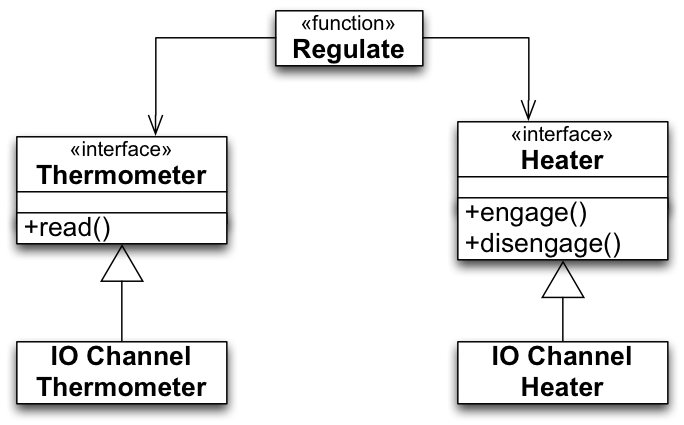 «function»
Regulate
«interface»
Thermometer
+read()
«interface»
Heater
+engage()
+disengage()
IO Channel
Thermometer
IO Channel
Heater